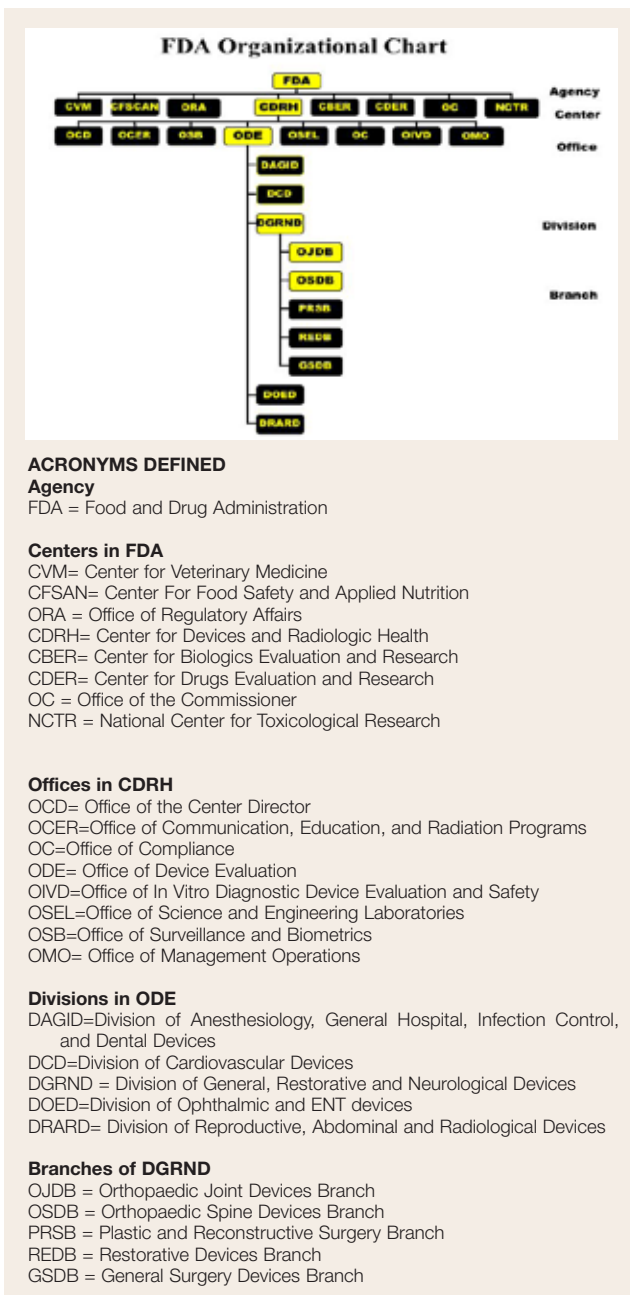 FDA Organizational Chart
FDA
Agency
CVM CFSCAN ORA CDRH CBER CDER OC NCTR
Center
OCD OCER OSB ODE OSEL OC OIVD OMO
Office
DAGID
DCD
DGRND
Division
OJDB
OSDB
Branch
PRSB
REDB
GSDB
DOED
DRARD
ACRONYMS DEFINED
Agency
FDA = Food and Drug Administration
Centers in FDA
CVM= Center for Veterinary Medicine
CFSAN= Center For Food Safety and Applied Nutrition
ORA = Office of Regulatory Affairs
CDRH= Center for Devices and Radiologic Health
CBER= Center for Biologics Evaluation and Research
CDER= Center for Drugs Evaluation and Research
OC = Office of the Commissioner
NCTR = National Center for Toxicological Research
Offices in CDRH
OCD= Office of the Center Director
OCER=Office of Communication, Education, and Radiation Programs
OC=Office of Compliance
ODE= Office of Device Evaluation
OIVD=Office of In Vitro Diagnostic Device Evaluation and Safety
OSEL=Office of Science and Engineering Laboratories
OSB=Office of Surveillance and Biometrics
OMO= Office of Management Operations
Divisions in ODE
DAGID=Division of Anesthesiology, General Hospital, Infection Control,
and Dental Devices
DCD=Division of Cardiovascular Devices
DGRND = Division of General, Restorative and Neurological Devices
DOED=Division of Ophthalmic and ENT devices
DRARD= Division of Reproductive, Abdominal and Radiological Devices
Branches of DGRND
OJDB = Orthopaedic Joint Devices Branch
OSDB = Orthopaedic Spine Devices Branch
PRSB = Plastic and Reconstructive Surgery Branch
REDB = Restorative Devices Branch
GSDB = General Surgery Devices Branch